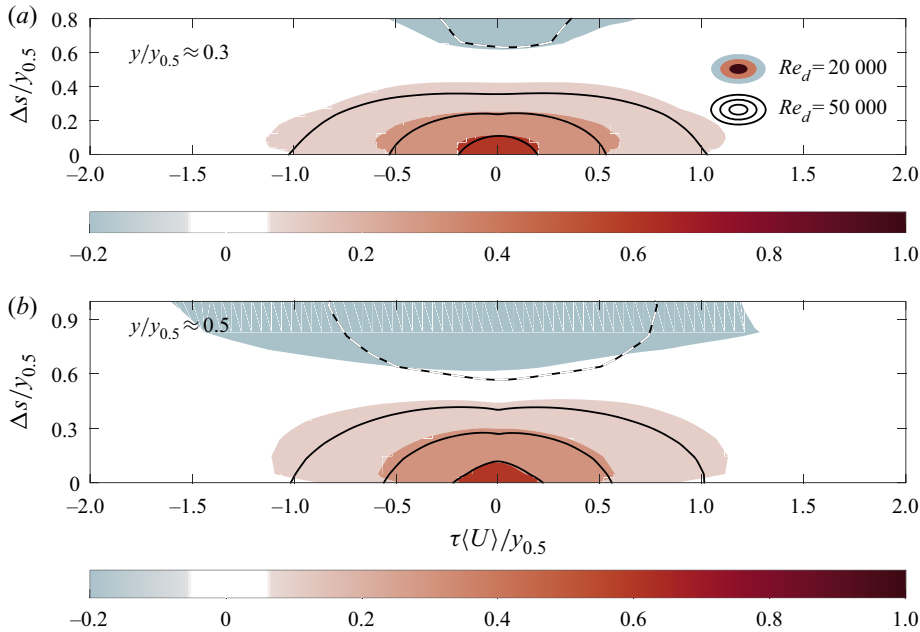 (a)
0.8
0.6
0.4
0.2
0
Δs/y0.5
y/y0.5 ≈ 0.3
Red = 20 000
Red = 50 000
–2.0 –1.5 –1.0 –0.5 0 0.5 1.0 1.5 2.0
–0.2 0 0.2 0.4 0.6 0.8 1.0
(b)
0.9
0.6
0.3
0
Δs/y0.5
y/y0.5 ≈ 0.5
–2.0 –1.5 –1.0 –0.5 0 0.5 1.0 1.5 2.0
τ⟨U⟩/y0.5
–0.2 0 0.2 0.4 0.6 0.8 1.0